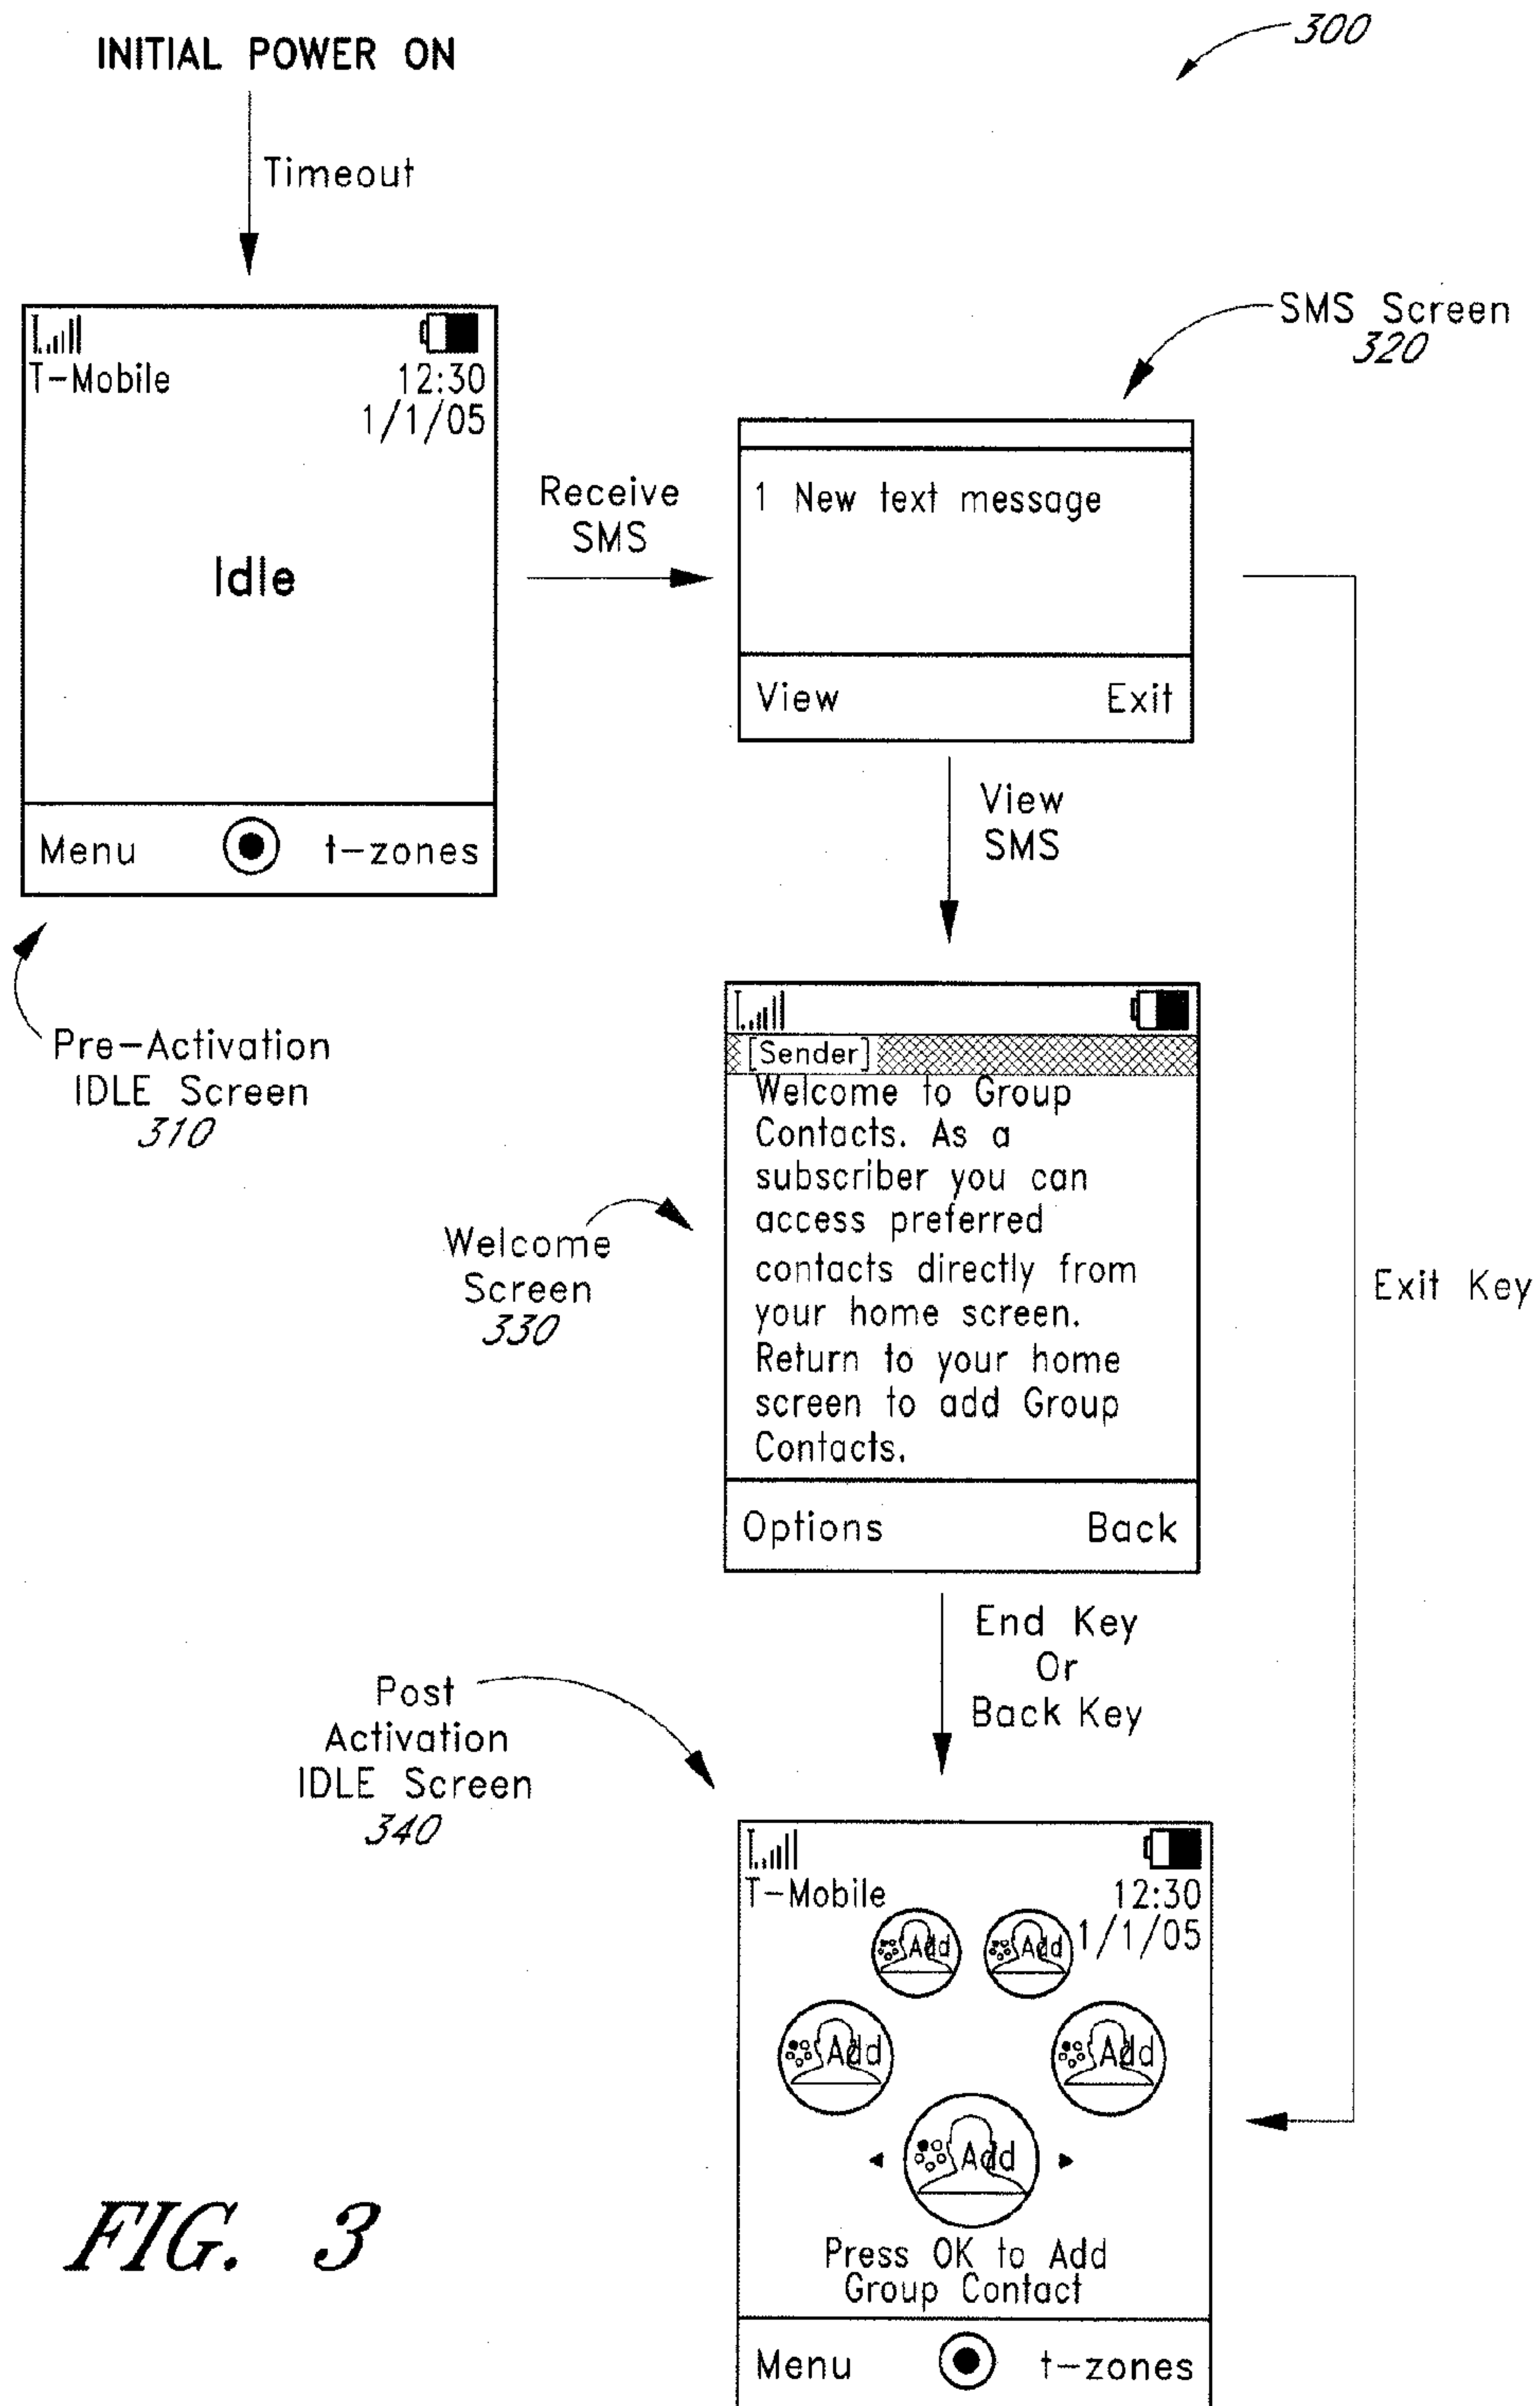 300
INITIAL POWER ON
Timeout
T-Mobile
12:30
1/1/05
Idle
Menu
t-zones
Pre-Activation
IDLE Screen
310
Receive
SMS
SMS Screen
320
1 New text message
View
Exit
View
SMS
Exit Key
Welcome
Screen
330
[Sender]
Welcome to Group
Contacts. As a
subscriber you can
access preferred
contacts directly from
your home screen.
Return to your home
screen to add Group
Contacts.
Options
Back
End Key
Or
Back Key
Post
Activation
IDLE Screen
340
T-Mobile
12:30
1/1/05
Add
Add
Add
Add
Add
Press OK to Add
Group Contact
Menu
t-zones
FIG. 3